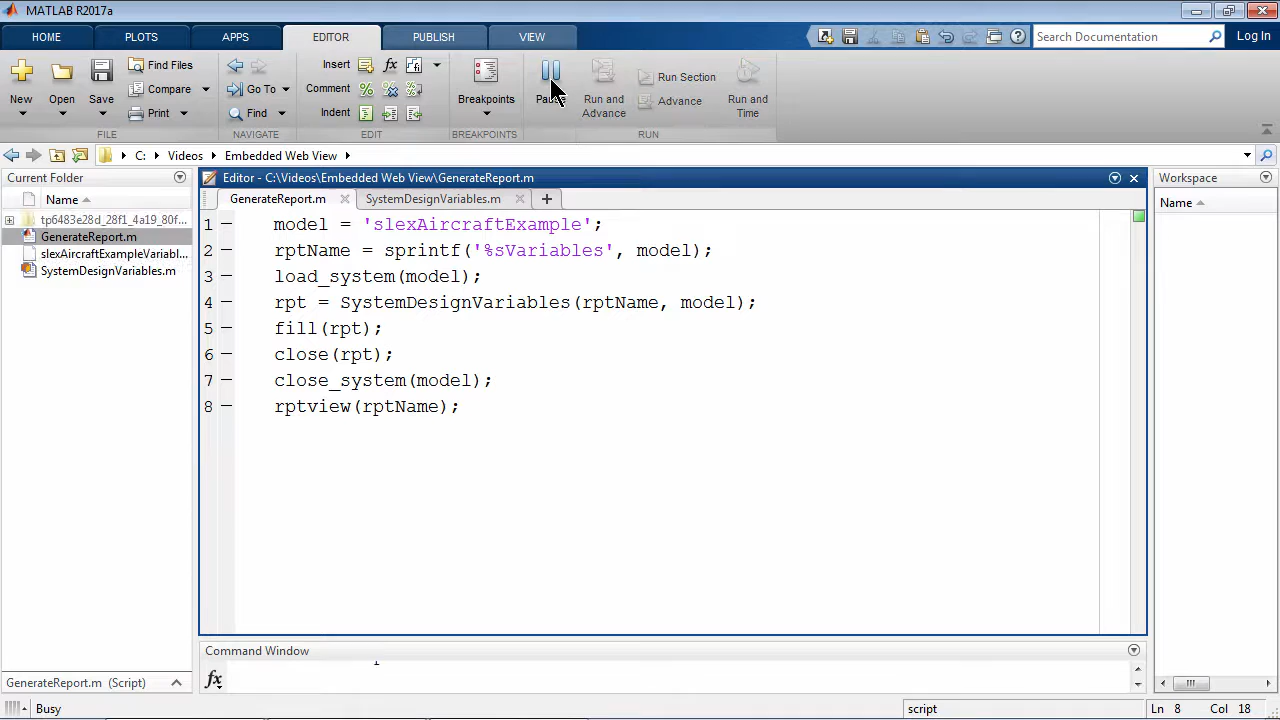 MATLAB R2017a
HOME PLOTS APPS EDITOR PUBLISH VIEW Search Documentation Log In
New Open Save Find Files Compare Print Go To Find Insert Comment Indent fx Breakpoints Run and Advance Run Section Advance Run and Time
FILE NAVIGATE EDIT BREAKPOINTS RUN
C: Videos Embedded Web View
Current Folder
Name
tp6483e28d_28f1_4a19_80f...
GenerateReport.m
slexAircraftExampleVariabl...
SystemDesignVariables.m
Editor - C:\Videos\Embedded Web View\GenerateReport.m
GenerateReport.m SystemDesignVariables.m
1 model = 'slexAircraftExample';
2 rptName = sprintf('%sVariables', model);
3 load_system(model);
4 rpt = SystemDesignVariables(rptName, model);
5 fill(rpt);
6 close(rpt);
7 close_system(model);
8 rptview(rptName);
Workspace
Name
Command Window
fx
GenerateReport.m (Script)
Busy script Ln 8 Col 18